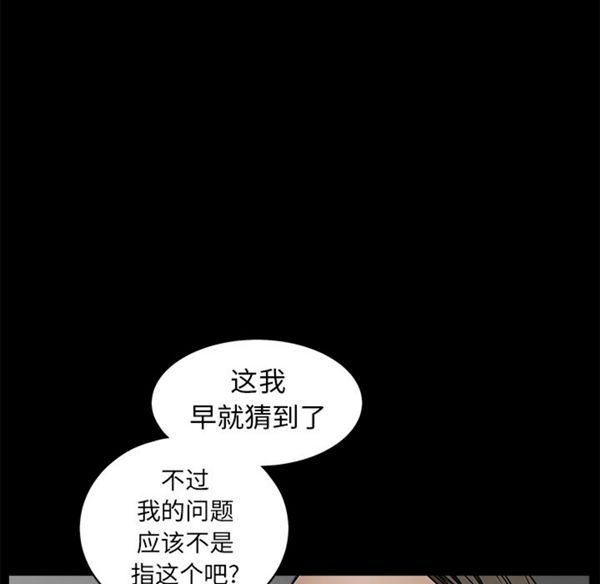 这我
早就猜到了
不过
我的问题
应该不是
指这个吧?